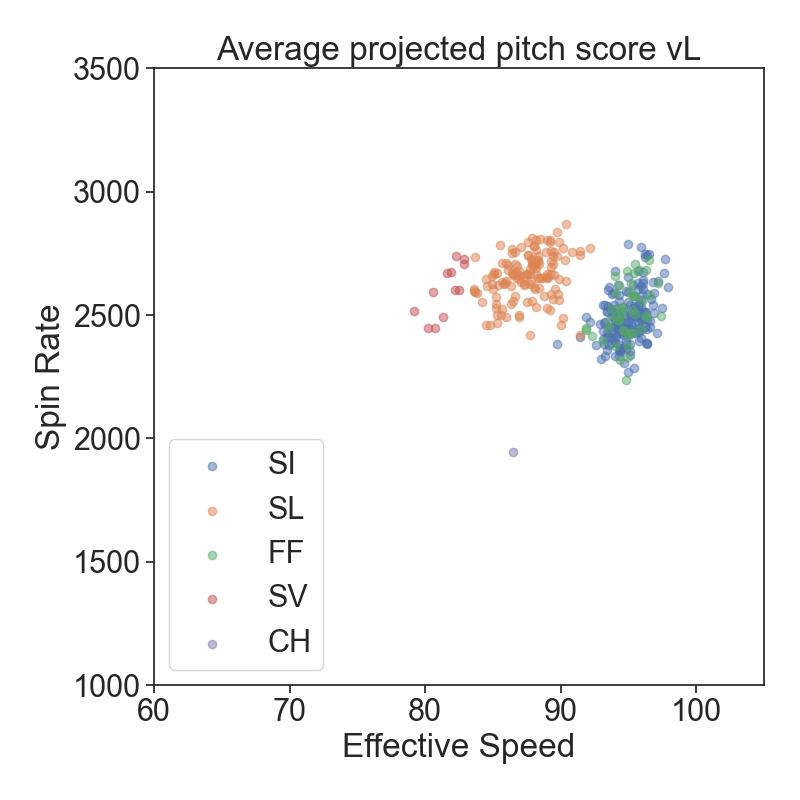 Average projected pitch score vL
3500
3000
2500
2000
1500
1000
Spin Rate
SI
SL
FF
SV
CH
60 70 80 90 100
Effective Speed